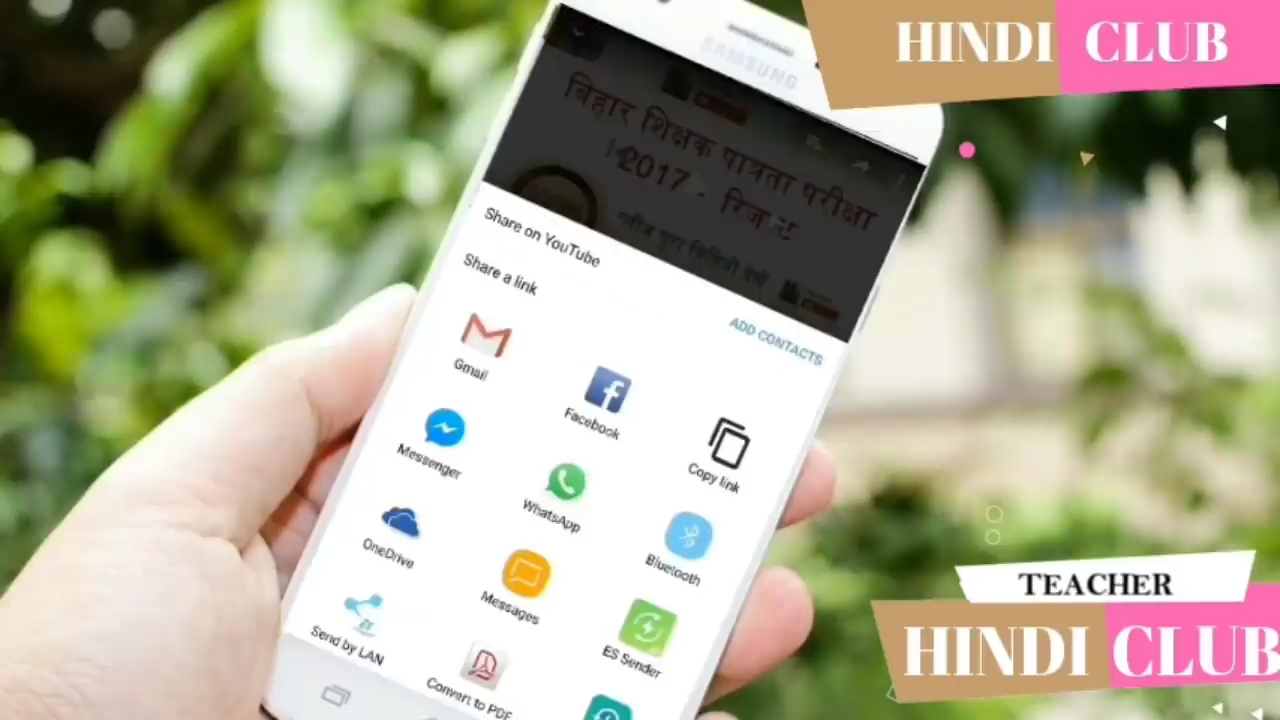 HINDI CLUB
SAMSUNG
बिहार शिक्षक पात्रता परीक्षा
2017 -
Share on YouTube
Share a link
ADD CONTACTS
Gmail
Facebook
Copy link
Messenger
WhatsApp
Bluetooth
OneDrive
Messages
ES Sender
Send by LAN
Convert to PDF
TEACHER
HINDI CLUB